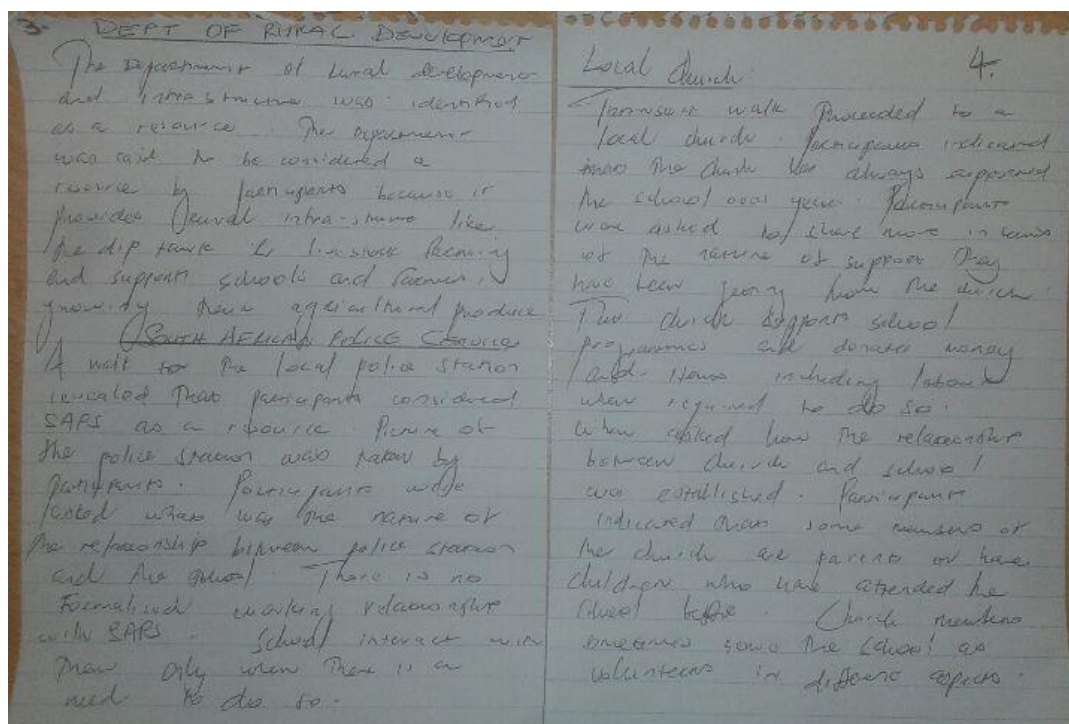 3. DEPT OF RURAL DEVELOPMENT
The Department of Rural development
and infrastructure was identified
as a resource. The Department
was said to be considered a
resource by participants because it
provides infra-structure like
the dip tank for livestock farming
and supports schools and farmers in
growing their agricultural produce
SOUTH AFRICAN POLICE SERVICES
A walk to the local police station
revealed that participants considered
SAPS as a resource. Picture of
the police station was taken by
participants. Participants were
asked what was the nature of
the relationship between police station
and the school. There is no
Formalised working relationship
with SAPS. School interact with
them only when there is a
need to do so.
Local Church 4.
Transect walk proceeded to a
local church. Participants indicated
that the church has always supported
the school over years. Participants
were asked to share more in terms
of the nature of support they
have been getting from the church.
The church supports school
programmes and donates money
and items including labour
when required to do so.
When asked how the relationship
between church and school
was established. Participants
indicated that some members of
the church are parents or have
children who have attended the
school before. Church members
sometimes serve the school as
volunteers in different aspects.